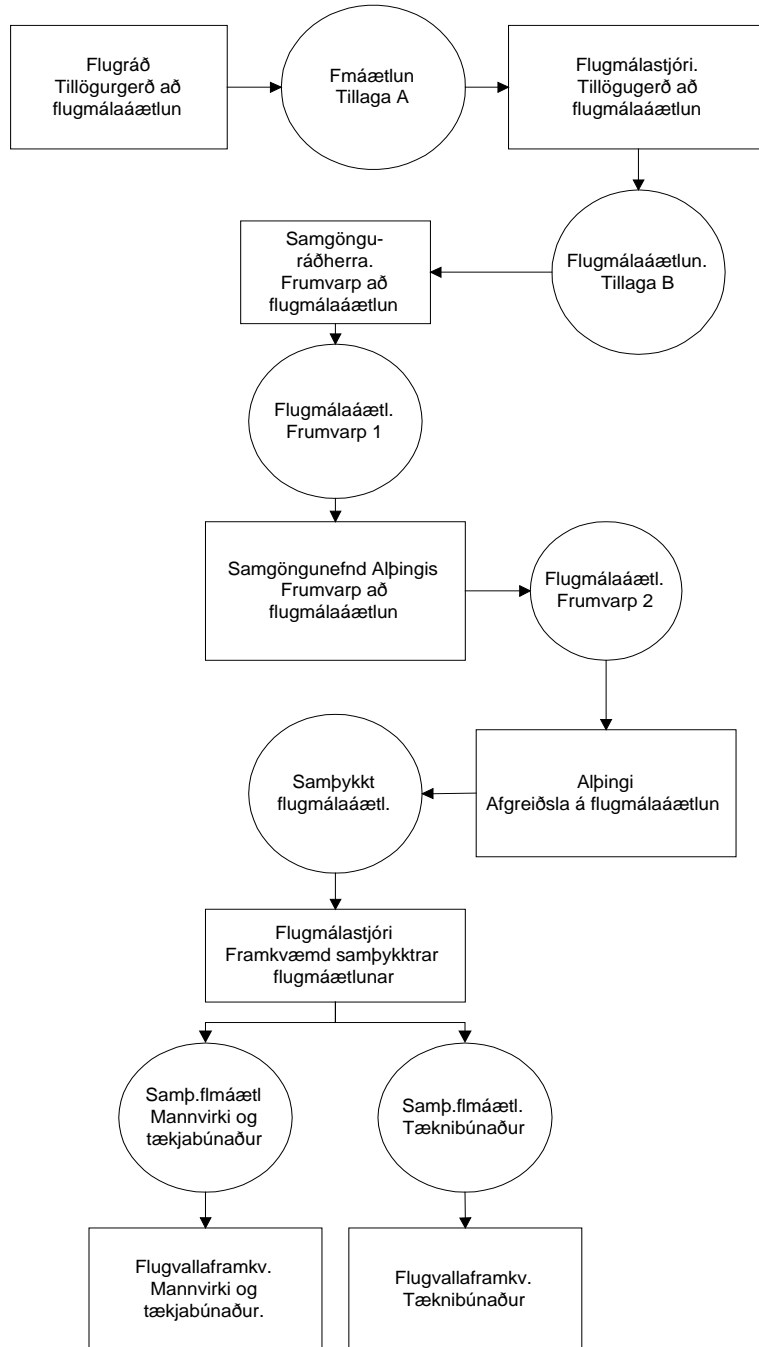 Flugráð
Tillögurgerð að
flugmálaáætlun
Fmáætlun
Tillaga A
Flugmálastjóri.
Tillögugerð að
flugmálaáætlun
Samgöngu-
ráðherra.
Frumvarp að
flugmálaáætlun
Flugmálaáætlun.
Tillaga B
Flugmálaáætl.
Frumvarp 1
Samgöngunefnd Alþingis
Frumvarp að
flugmálaáætlun
Flugmálaáætl.
Frumvarp 2
Samþykkt
flugmálaáætl.
Alþingi
Afgreiðsla á flugmálaáætlun
Flugmálastjóri
Framkvæmd samþykktrar
flugmáætlunar
Samþ.flmáætl
Mannvirki og
tækjabúnaður
Samþ.flmáætl.
Tæknibúnaður
Flugvallaframkv.
Mannvirki og
tækjabúnaður.
Flugvallaframkv.
Tæknibúnaður